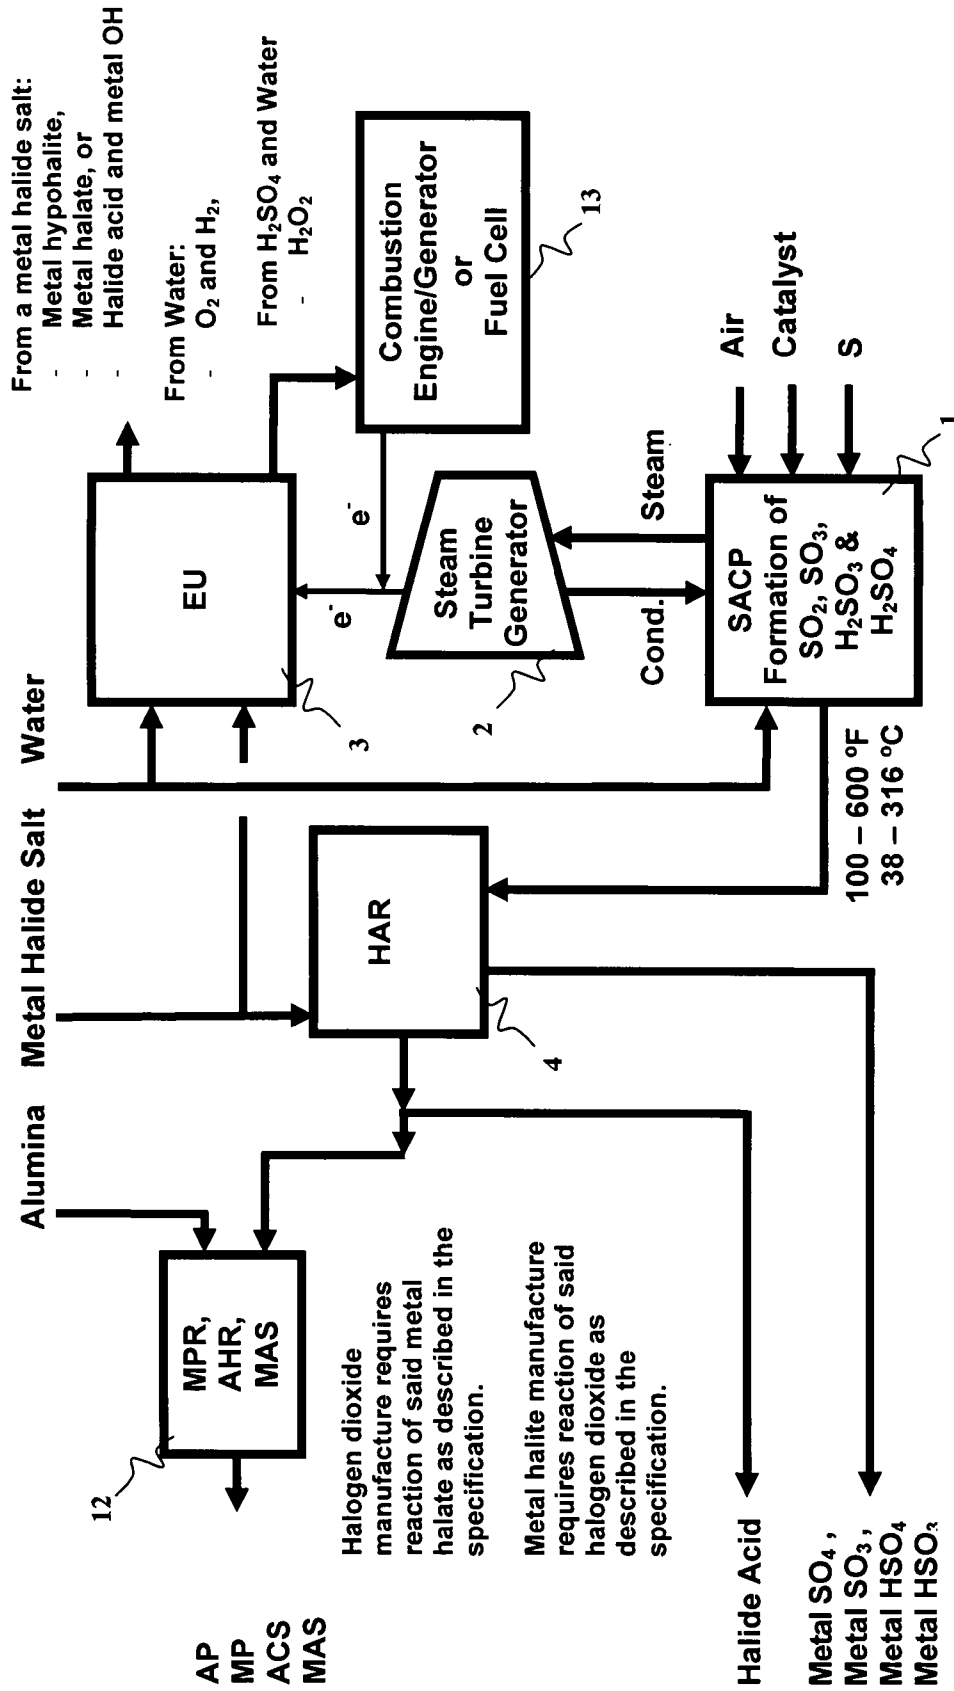 Alumina
Metal Halide Salt
Water
From a metal halide salt:
- Metal hypohalite,
- Metal halate, or
- Halide acid and metal OH
From Water:
- O₂ and H₂,
From H₂SO₄ and Water
- H₂O₂
MPR,
AHR,
MAS
12
AP
MP
ACS
MAS
HAR
4
EU
3
e⁻
e⁻
Combustion
Engine/Generator
or
Fuel Cell
13
Steam
Turbine
Generator
2
Cond.
Steam
SACP
Formation of
SO₂, SO₃,
H₂SO₃ &
H₂SO₄
1
Air
Catalyst
S
100 – 600 ºF
38 – 316 ºC
Halogen dioxide
manufacture requires
reaction of said metal
halate as described in the
specification.
Metal halite manufacture
requires reaction of said
halogen dioxide as
described in the
specification.
Halide Acid
Metal SO₄ ,
Metal SO₃ ,
Metal HSO₄
Metal HSO₃